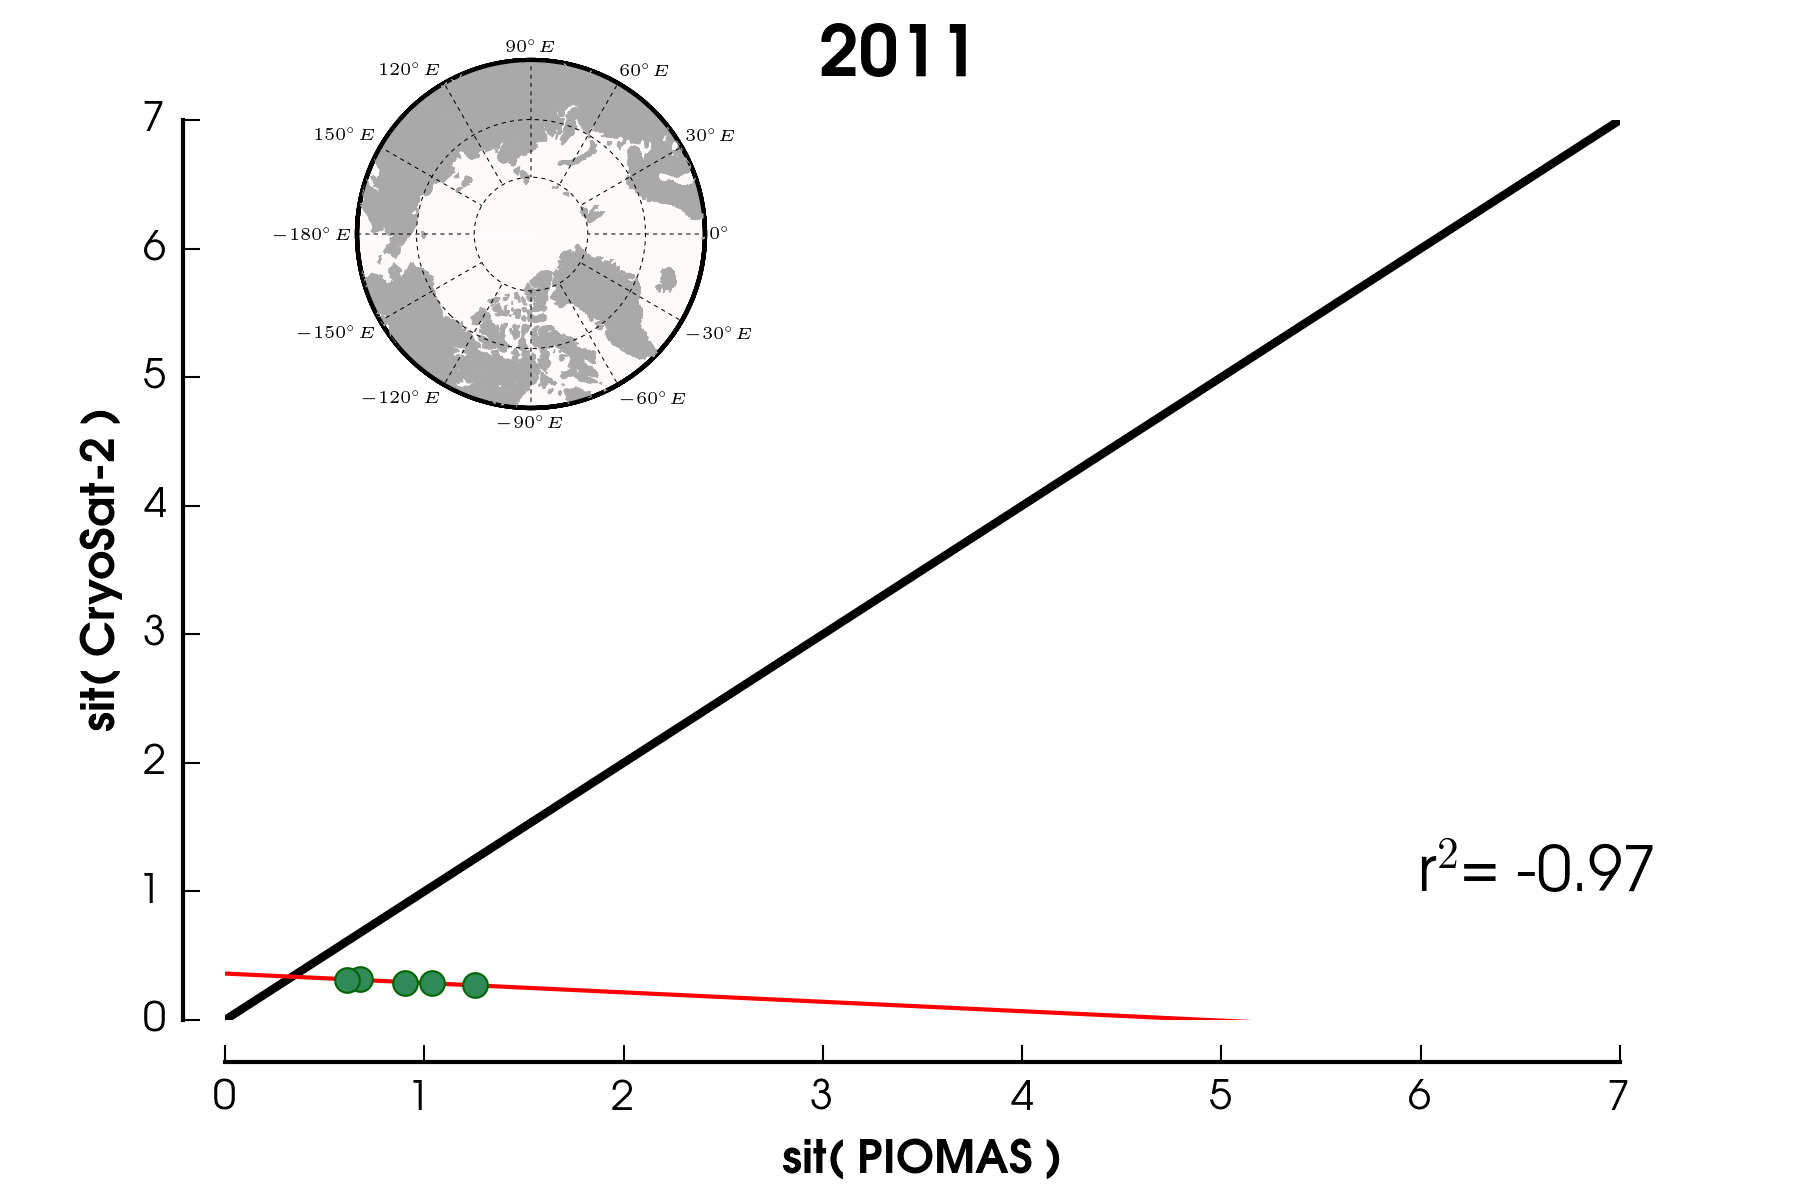 2011
90° E
120° E
60° E
150° E
30° E
−180° E
0°
−150° E
−30° E
−120° E
−60° E
−90° E
7
6
5
4
3
2
1
0
sit( CryoSat-2 )
r²= -0.97
0 1 2 3 4 5 6 7
sit( PIOMAS )